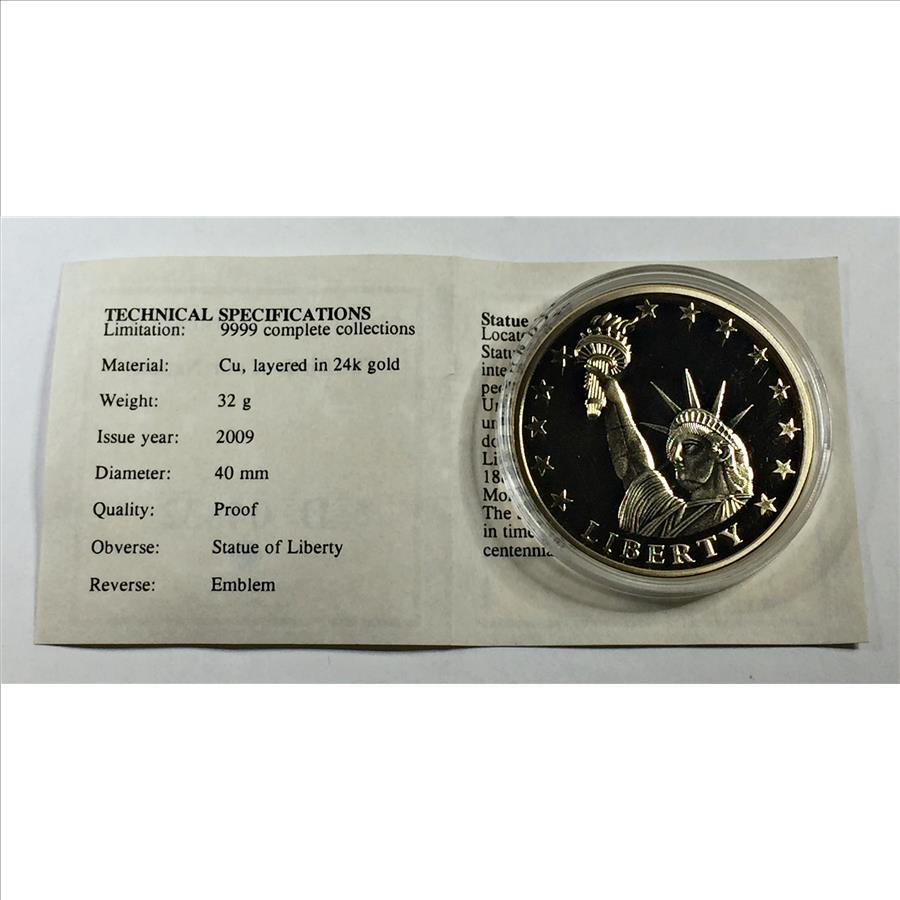 TECHNICAL SPECIFICATIONS
Limitation: 9999 complete collections
Material: Cu, layered in 24k gold
Weight: 32 g
Issue year: 2009
Diameter: 40 mm
Quality: Proof
Obverse: Statue of Liberty
Reverse: Emblem
Statue
The
in time
LIBERTY